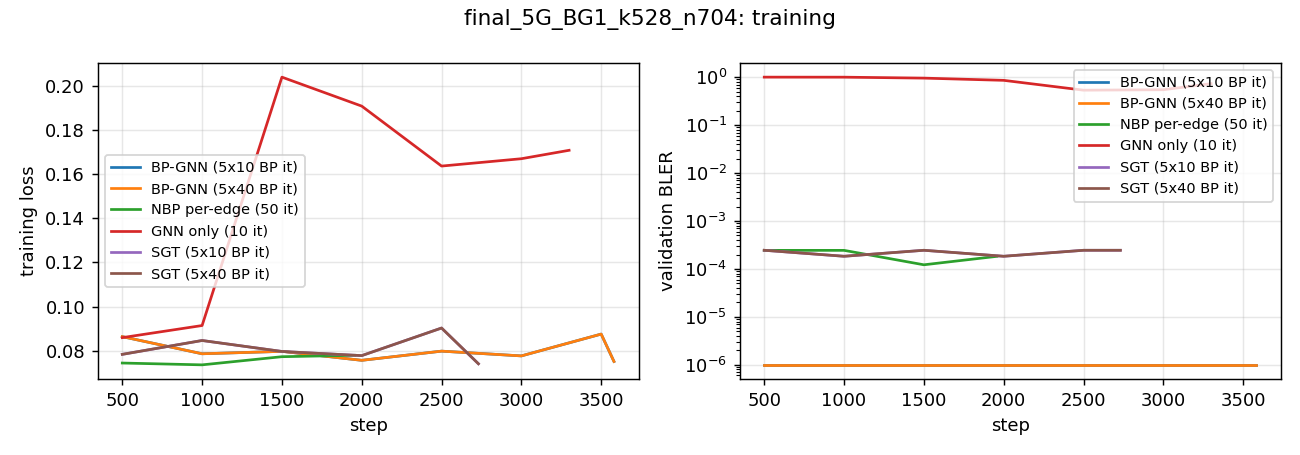 final_5G_BG1_k528_n704: training
training loss
0.20
0.18
0.16
0.14
0.12
0.10
0.08
BP-GNN (5x10 BP it)
BP-GNN (5x40 BP it)
NBP per-edge (50 it)
GNN only (10 it)
SGT (5x10 BP it)
SGT (5x40 BP it)
500 1000 1500 2000 2500 3000 3500
step
validation BLER
10⁰
10⁻¹
10⁻²
10⁻³
10⁻⁴
10⁻⁵
10⁻⁶
BP-GNN (5x10 BP it)
BP-GNN (5x40 BP it)
NBP per-edge (50 it)
GNN only (10 it)
SGT (5x10 BP it)
SGT (5x40 BP it)
500 1000 1500 2000 2500 3000 3500
step